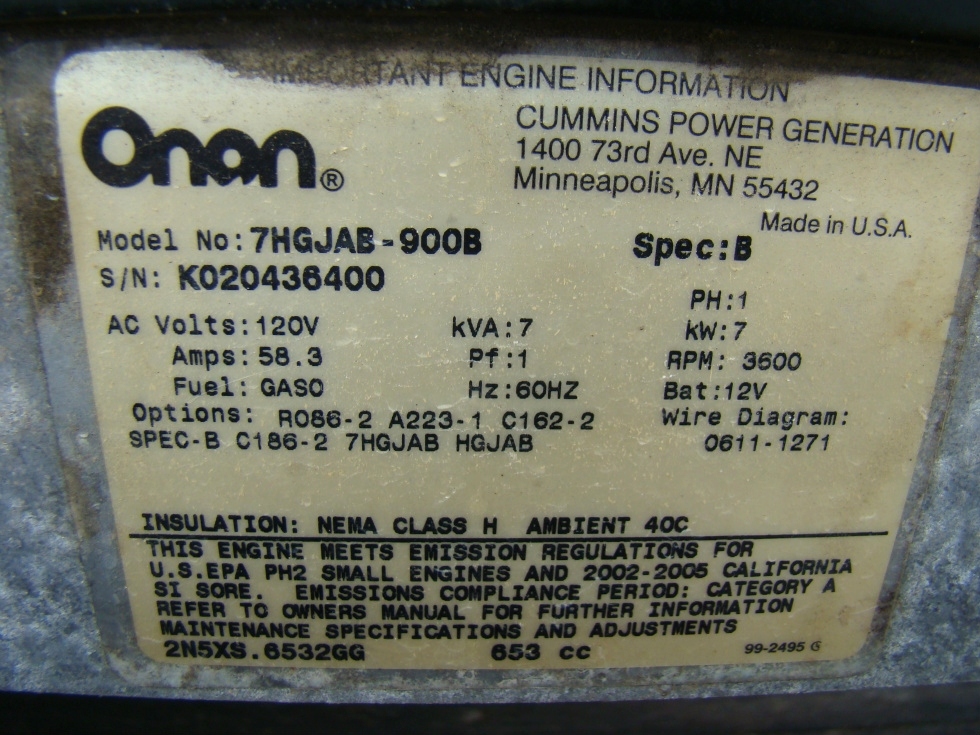 IMPORTANT ENGINE INFORMATION
Onan®
CUMMINS POWER GENERATION
1400 73rd Ave. NE
Minneapolis, MN 55432
Made in U.S.A.
Model No: 7HGJAB-900B Spec:B
S/N: K020436400
PH:1
AC Volts: 120V kVA:7 kW:7
Amps: 58.3 Pf:1 RPM: 3600
Fuel: GASO Hz:60HZ Bat:12V
Options: R086-2 A223-1 C162-2 Wire Diagram:
SPEC-B C186-2 7HGJAB HGJAB 0611-1271
INSULATION: NEMA CLASS H AMBIENT 40C
THIS ENGINE MEETS EMISSION REGULATIONS FOR
U.S.EPA PH2 SMALL ENGINES AND 2002-2005 CALIFORNIA
SI SORE. EMISSIONS COMPLIANCE PERIOD: CATEGORY A
REFER TO OWNERS MANUAL FOR FURTHER INFORMATION
MAINTENANCE SPECIFICATIONS AND ADJUSTMENTS
2N5XS.6532GG 653 cc 99-2495 G